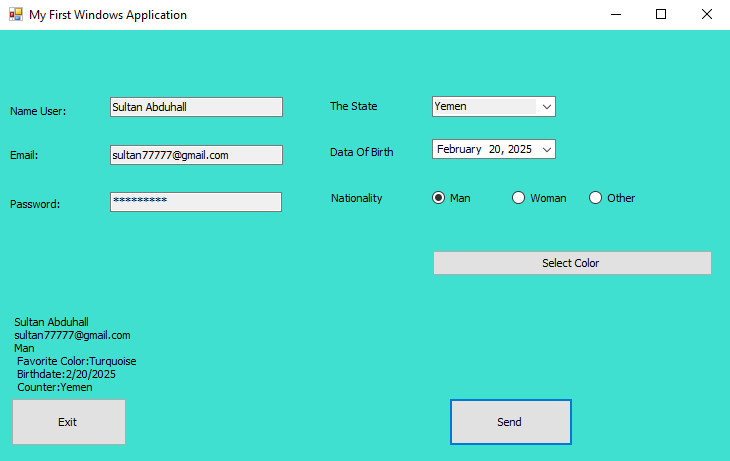 My First Windows Application
Name User:
Sultan Abduhall
The State
Yemen
Email:
sultan77777@gmail.com
Data Of Birth
February 20, 2025
Password:
*********
Nationality
Man
Woman
Other
Select Color
Sultan Abduhall
sultan77777@gmail.com
Man
Favorite Color:Turquoise
Birthdate:2/20/2025
Counter:Yemen
Exit
Send